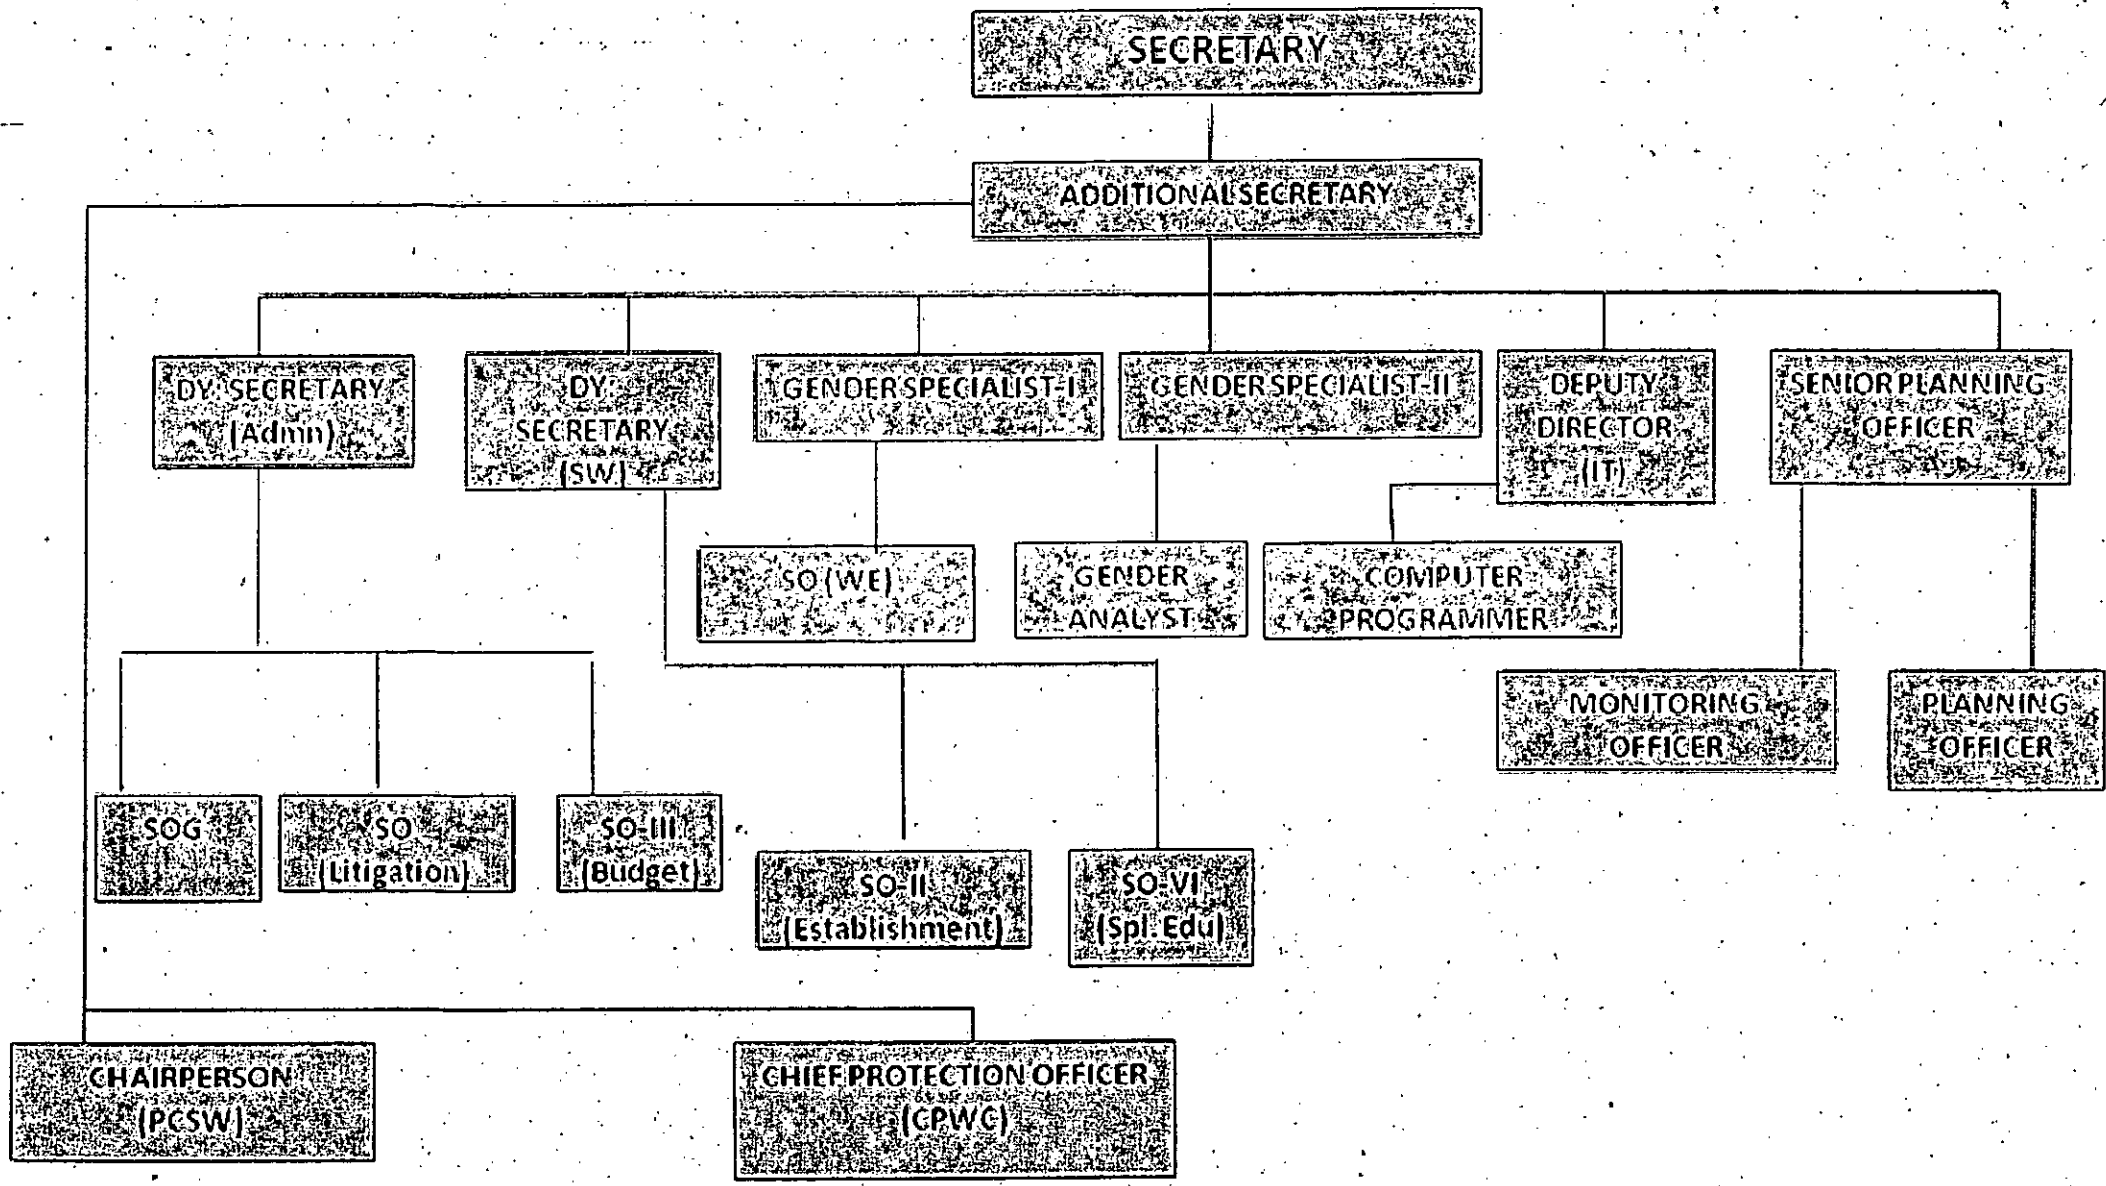 SECRETARY
ADDITIONAL SECRETARY
DY: SECRETARY
(Admn)
DY:
SECRETARY
(SW)
GENDER SPECIALIST-I
GENDER SPECIALIST-II
DEPUTY
DIRECTOR
(IT)
SENIOR PLANNING
OFFICER
SO (WE)
GENDER
ANALYST
COMPUTER
PROGRAMMER
MONITORING
OFFICER
PLANNING
OFFICER
SOG
SO
(Litigation)
SO-III
(Budget)
SO-II
(Establishment)
SO-VI
(Spl. Edu)
CHAIRPERSON
(PCSW)
CHIEF PROTECTION OFFICER
(CPWC)